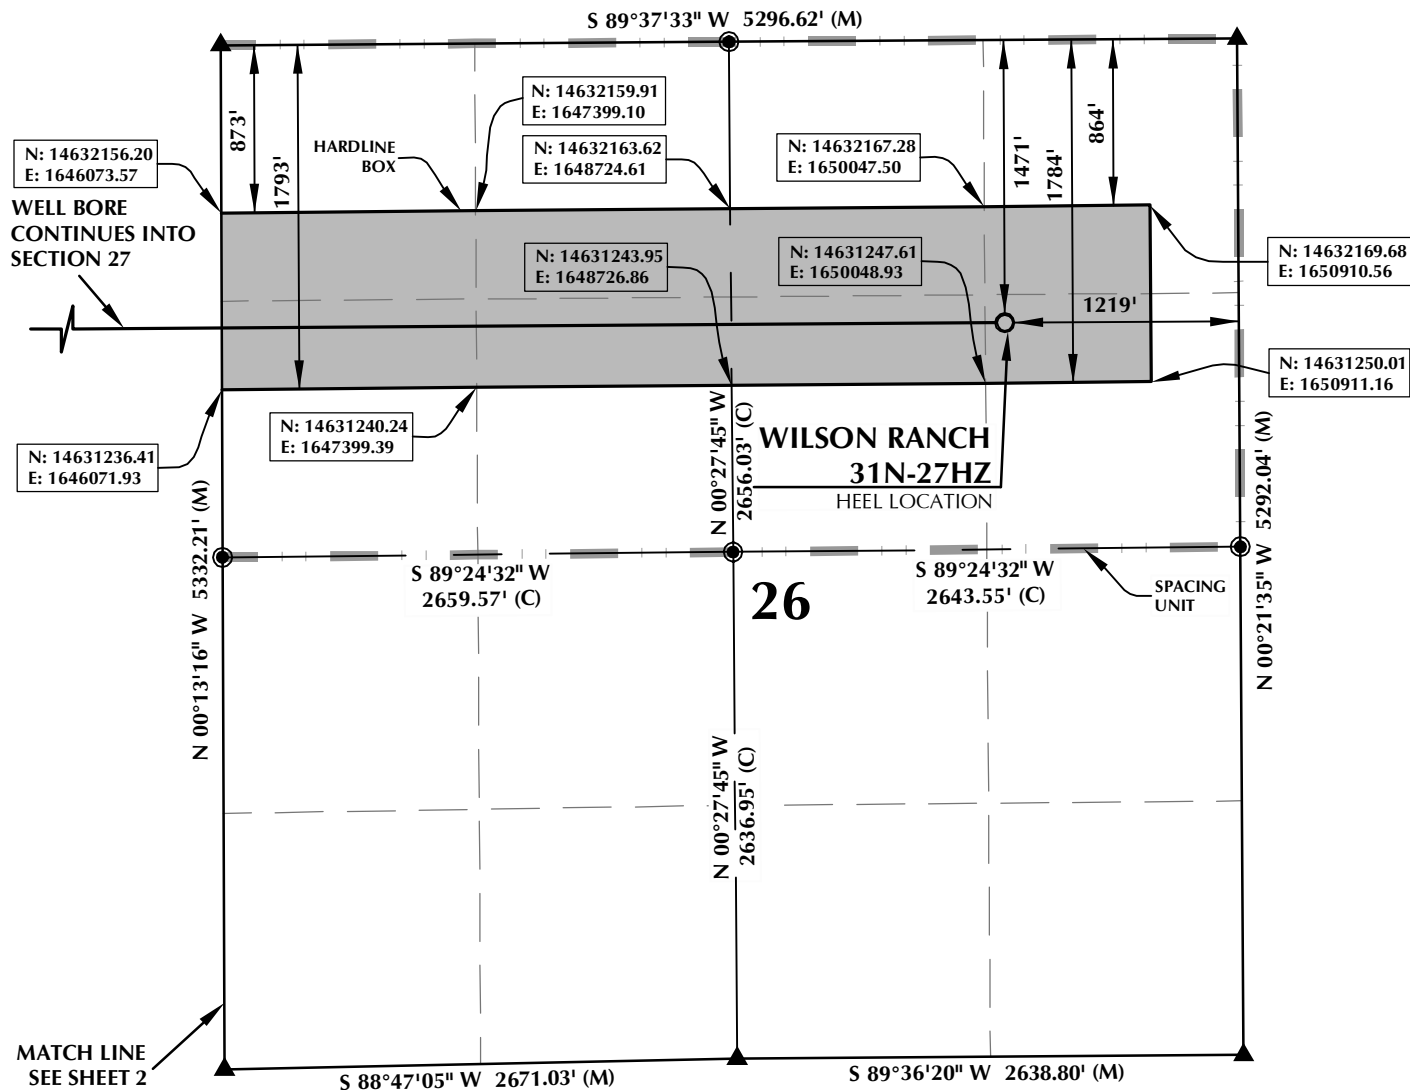 S 89°37'33" W 5296.62' (M)
873'
1793'
HARDLINE
BOX
N: 14632159.91
E: 1647399.10
N: 14632163.62
E: 1648724.61
N: 14632167.28
E: 1650047.50
1471'
1784'
864'
N: 14632156.20
E: 1646073.57
WELL BORE
CONTINUES INTO
SECTION 27
N: 14631243.95
E: 1648726.86
N: 14631247.61
E: 1650048.93
N: 14632169.68
E: 1650910.56
1219'
N: 14631250.01
E: 1650911.16
N: 14631240.24
E: 1647399.39
N: 14631236.41
E: 1646071.93
WILSON RANCH
31N-27HZ
HEEL LOCATION
N 00°27'45" W
2656.03' (C)
N 00°13'16" W 5332.21' (M)
N 00°21'35" W 5292.04' (M)
S 89°24'32" W
2659.57' (C)
S 89°24'32" W
2643.55' (C)
26
SPACING
UNIT
N 00°27'45" W
2636.95' (C)
MATCH LINE
SEE SHEET 2
S 88°47'05" W 2671.03' (M)
S 89°36'20" W 2638.80' (M)